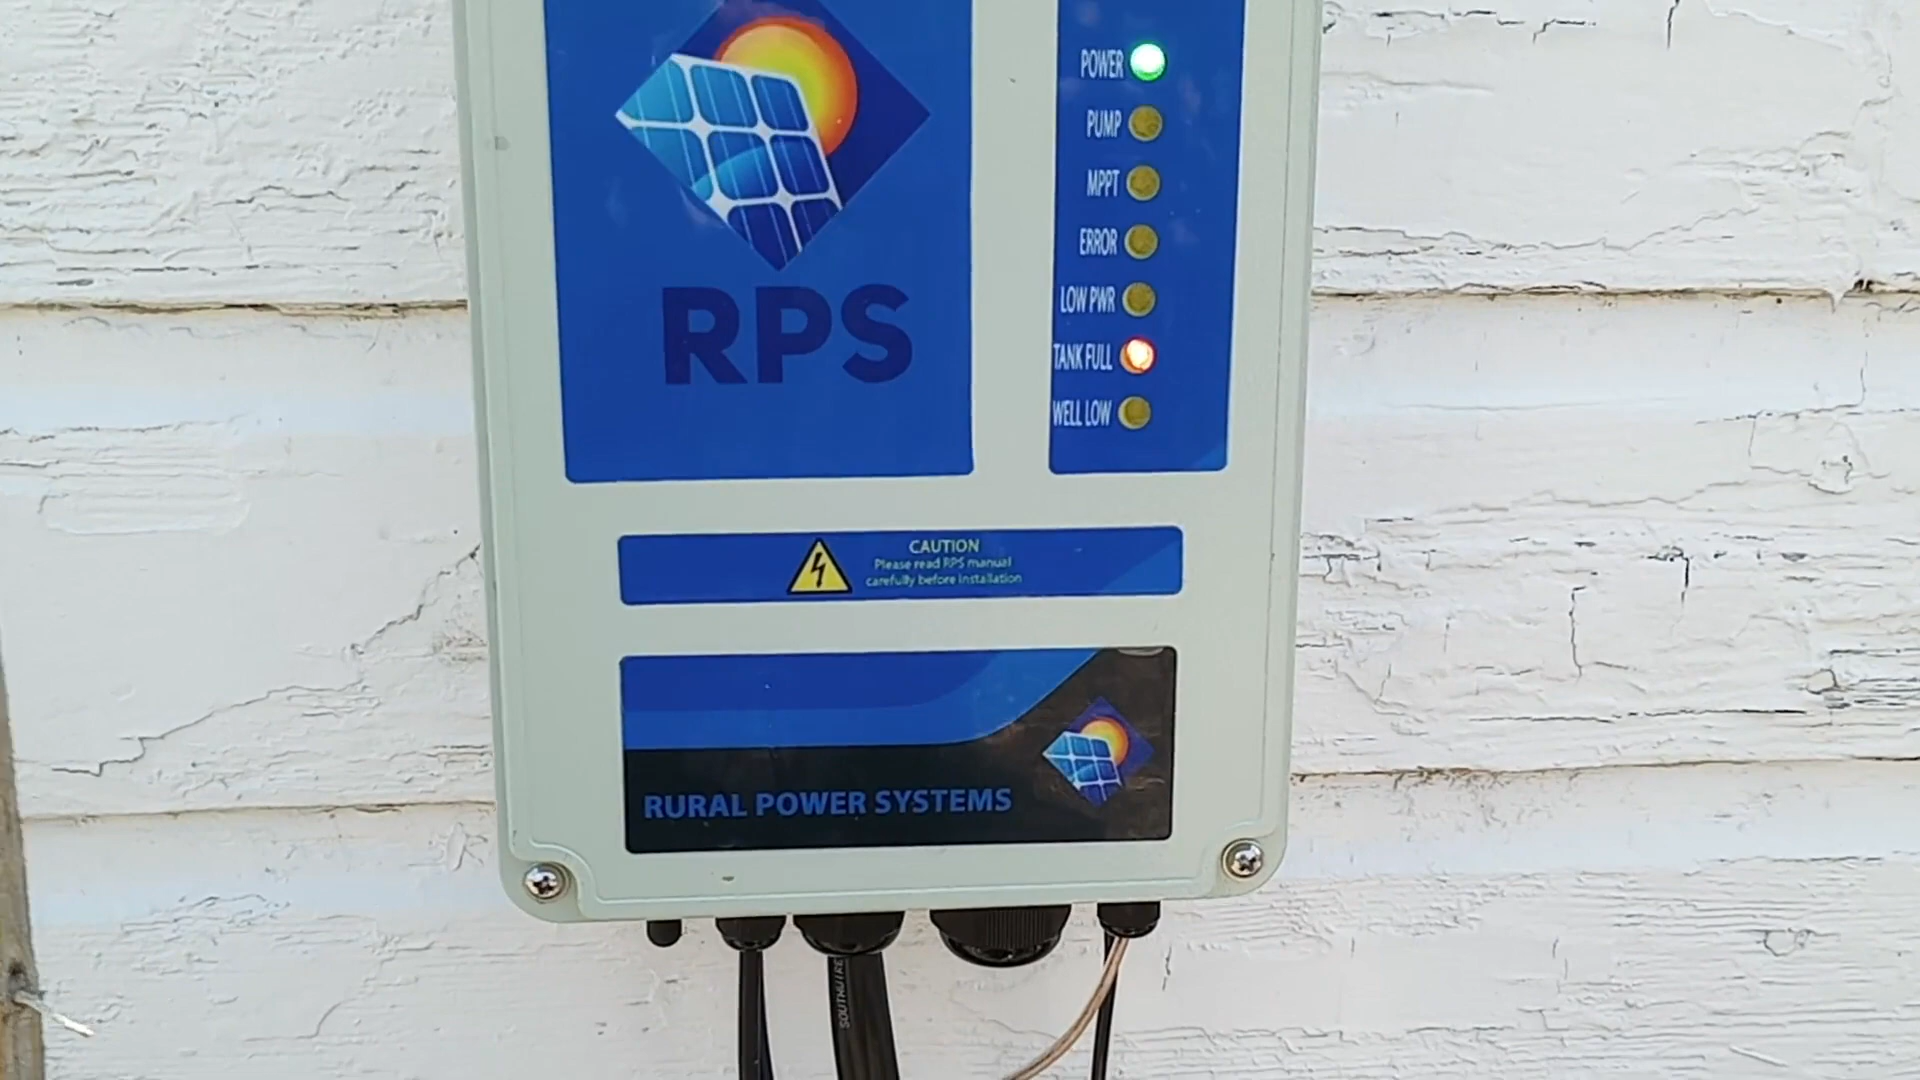 RPS
POWER
PUMP
MPPT
ERROR
LOW PWR
TANK FULL
WELL LOW
CAUTION
Please read RPS manual
carefully before installation
RURAL POWER SYSTEMS
SOUTHWIRE